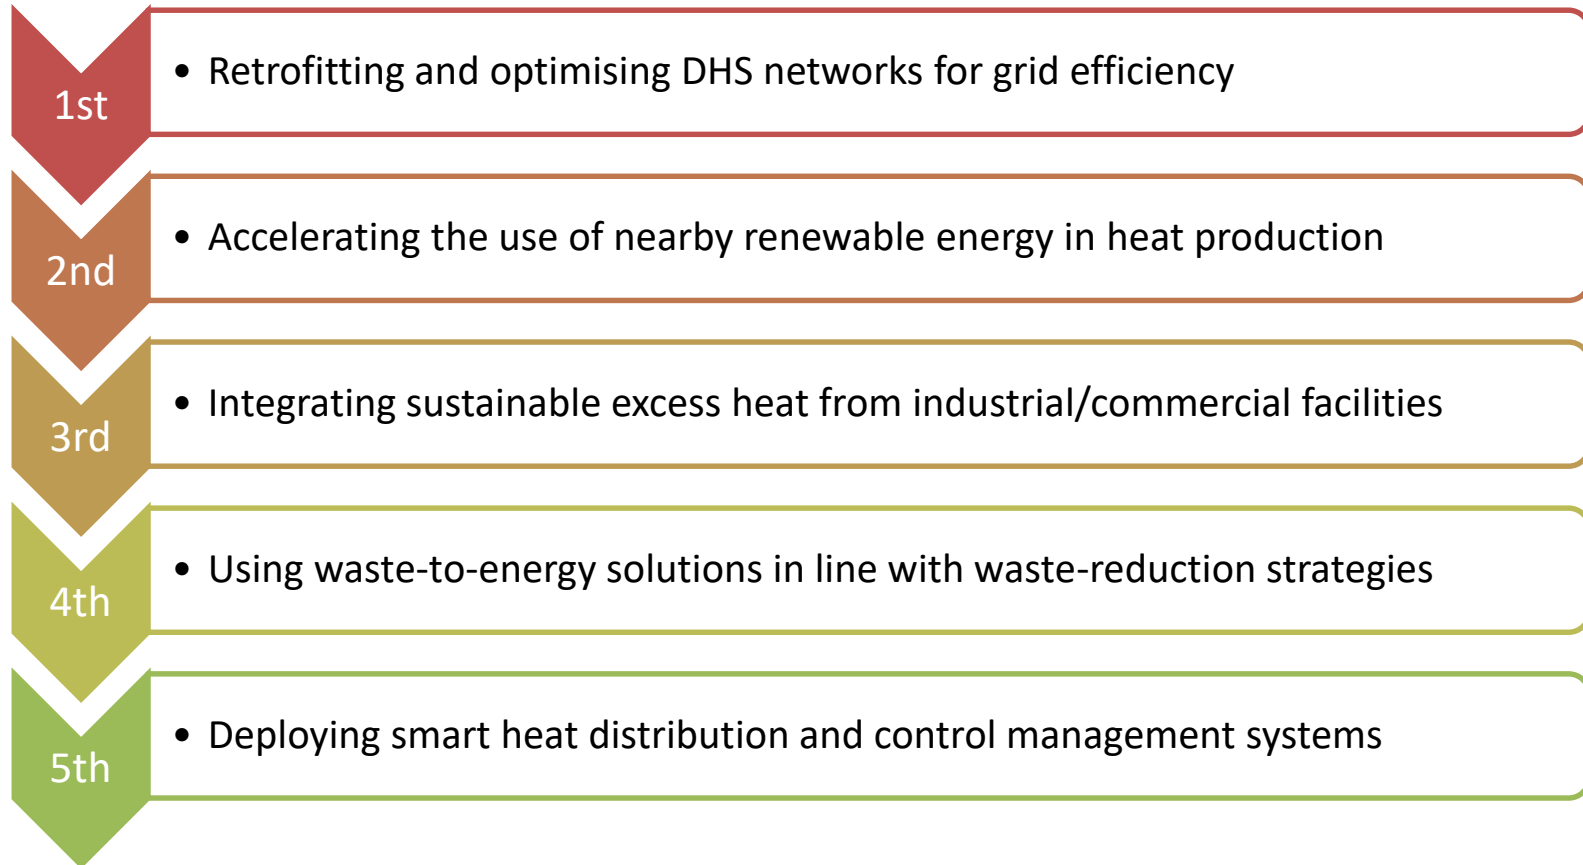 1st
• Retrofitting and optimising DHS networks for grid efficiency
2nd
• Accelerating the use of nearby renewable energy in heat production
3rd
• Integrating sustainable excess heat from industrial/commercial facilities
4th
• Using waste-to-energy solutions in line with waste-reduction strategies
5th
• Deploying smart heat distribution and control management systems